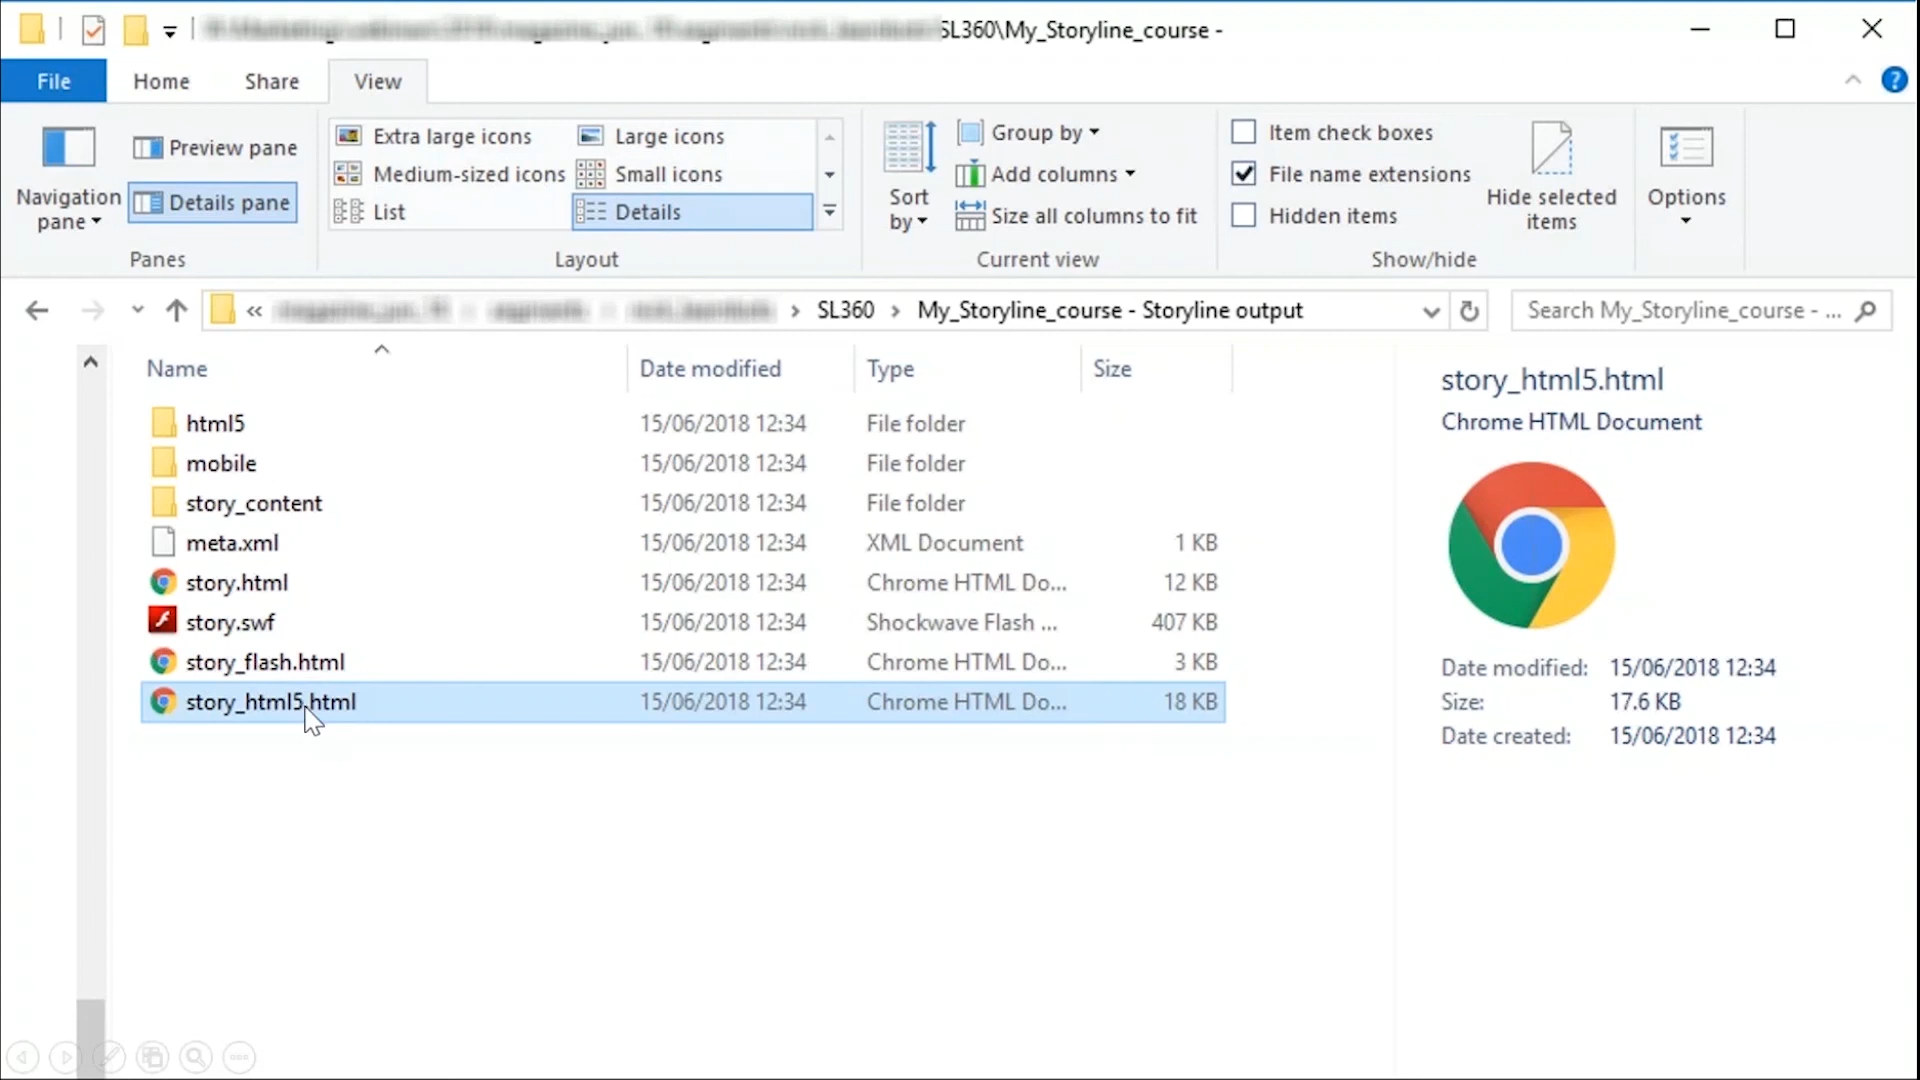 SL360\My_Storyline_course -
File
Home
Share
View
?
Navigation pane
Preview pane
Details pane
Panes
Extra large icons
Large icons
Medium-sized icons
Small icons
List
Details
Layout
Sort by
Group by
Add columns
Size all columns to fit
Current view
Item check boxes
File name extensions
Hidden items
Hide selected items
Show/hide
Options
« SL360 > My_Storyline_course - Storyline output
Search My_Storyline_course - ...
Name Date modified Type Size
html5 15/06/2018 12:34 File folder
mobile 15/06/2018 12:34 File folder
story_content 15/06/2018 12:34 File folder
meta.xml 15/06/2018 12:34 XML Document 1 KB
story.html 15/06/2018 12:34 Chrome HTML Do... 12 KB
story.swf 15/06/2018 12:34 Shockwave Flash ... 407 KB
story_flash.html 15/06/2018 12:34 Chrome HTML Do... 3 KB
story_html5.html 15/06/2018 12:34 Chrome HTML Do... 18 KB
story_html5.html
Chrome HTML Document
Date modified: 15/06/2018 12:34
Size: 17.6 KB
Date created: 15/06/2018 12:34